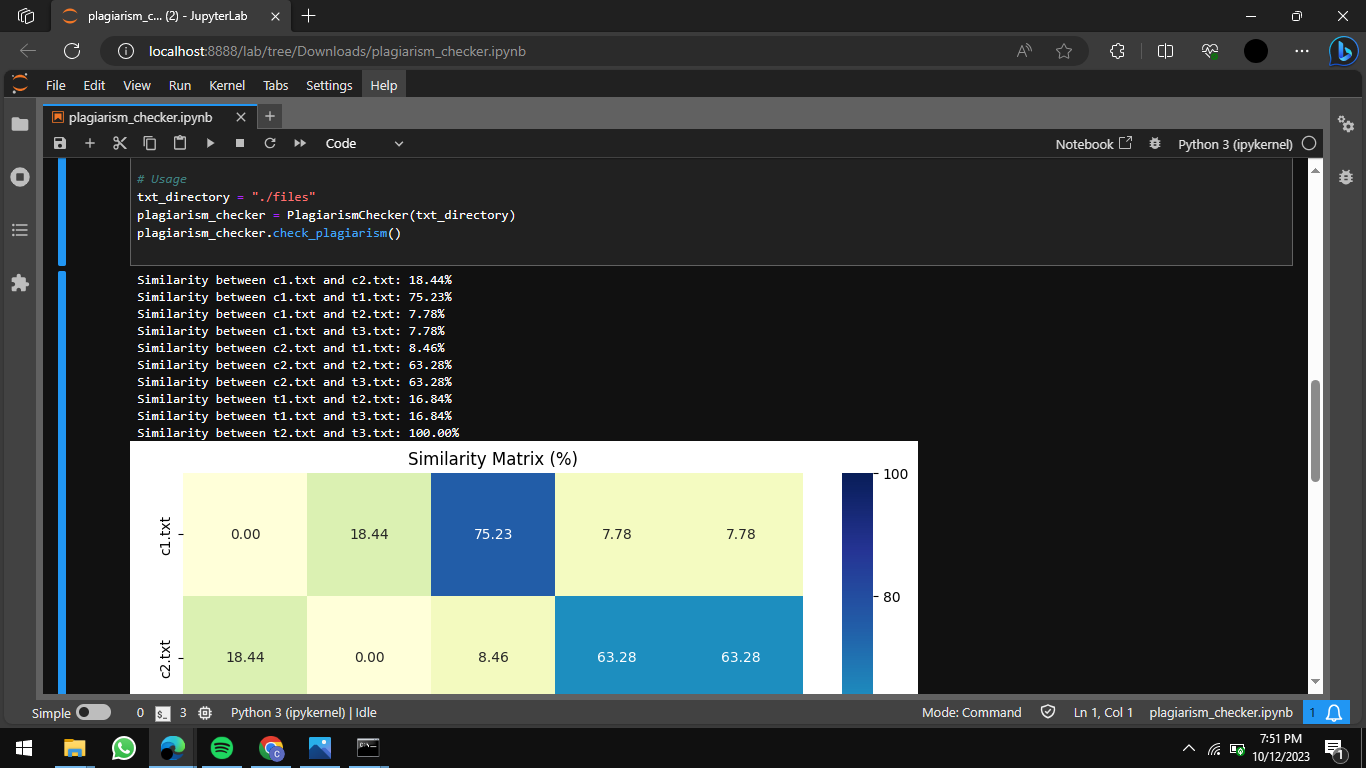 plagiarism_c... (2) - JupyterLab
localhost:8888/lab/tree/Downloads/plagiarism_checker.ipynb
File Edit View Run Kernel Tabs Settings Help
plagiarism_checker.ipynb
Code
Notebook
Python 3 (ipykernel)
# Usage
txt_directory = "./files"
plagiarism_checker = PlagiarismChecker(txt_directory)
plagiarism_checker.check_plagiarism()
Similarity between c1.txt and c2.txt: 18.44%
Similarity between c1.txt and t1.txt: 75.23%
Similarity between c1.txt and t2.txt: 7.78%
Similarity between c1.txt and t3.txt: 7.78%
Similarity between c2.txt and t1.txt: 8.46%
Similarity between c2.txt and t2.txt: 63.28%
Similarity between c2.txt and t3.txt: 63.28%
Similarity between t1.txt and t2.txt: 16.84%
Similarity between t1.txt and t3.txt: 16.84%
Similarity between t2.txt and t3.txt: 100.00%
Similarity Matrix (%)
100
c1.txt 0.00 18.44 75.23 7.78 7.78
80
c2.txt 18.44 0.00 8.46 63.28 63.28
Simple 0 $_ 3 Python 3 (ipykernel) | Idle Mode: Command Ln 1, Col 1 plagiarism_checker.ipynb 1
7:51 PM
10/12/2023
1